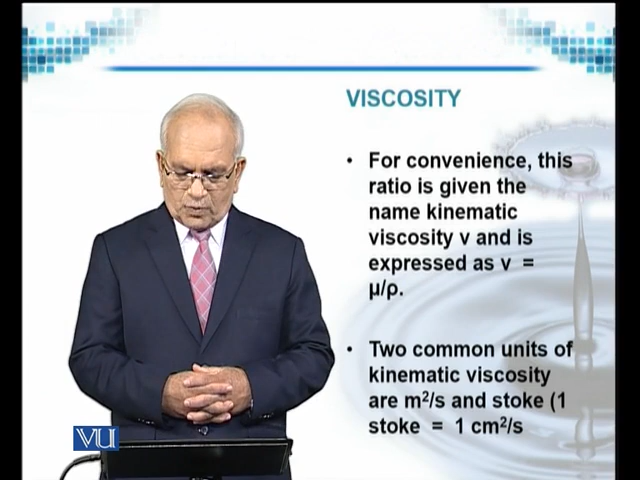 VISCOSITY
• For convenience, this
ratio is given the
name kinematic
viscosity v and is
expressed as v = 
μ/ρ.
• Two common units of
kinematic viscosity
are m²/s and stoke (1
stoke = 1 cm²/s
VU